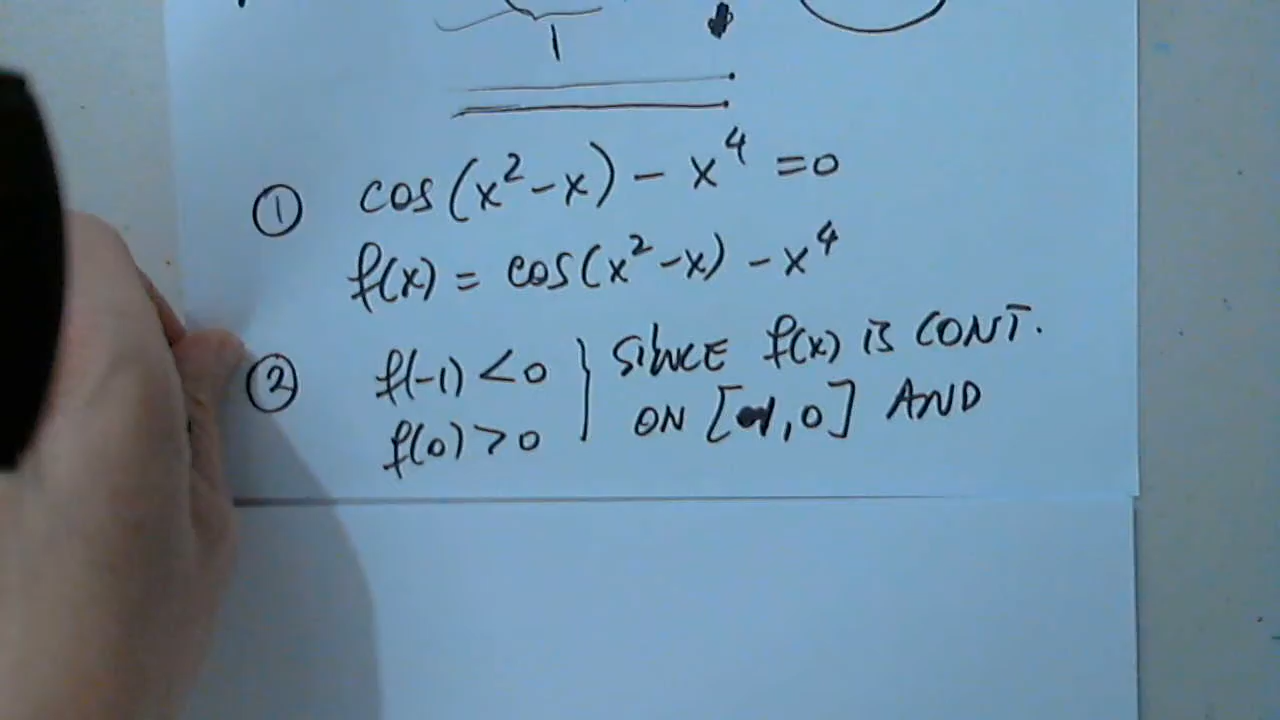 1
① cos(x²-x) - x⁴ = 0
f(x) = cos(x²-x) - x⁴
② f(-1) < 0 } SINCE f(x) IS CONT.
f(0) > 0 ON [-1,0] AND